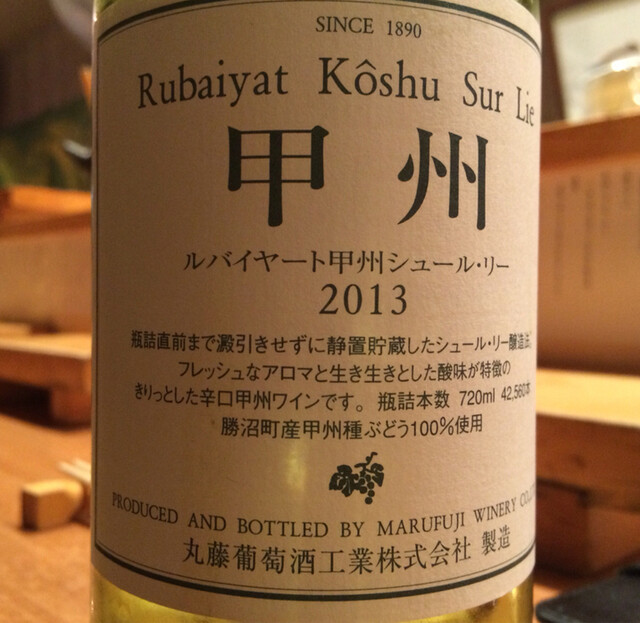 SINCE 1890
Rubaiyat Kôshu Sur Lie
甲州
ルバイヤート甲州シュール・リー
2013
瓶詰直前まで澱引きせずに静置貯蔵したシュール・リー醸造法、
フレッシュなアロマと生き生きとした酸味が特徴の
きりっとした辛口甲州ワインです。 瓶詰本数 720ml 42,560本
勝沼町産甲州種ぶどう100%使用
PRODUCED AND BOTTLED BY MARUFUJI WINERY
丸藤葡萄酒工業株式会社 製造